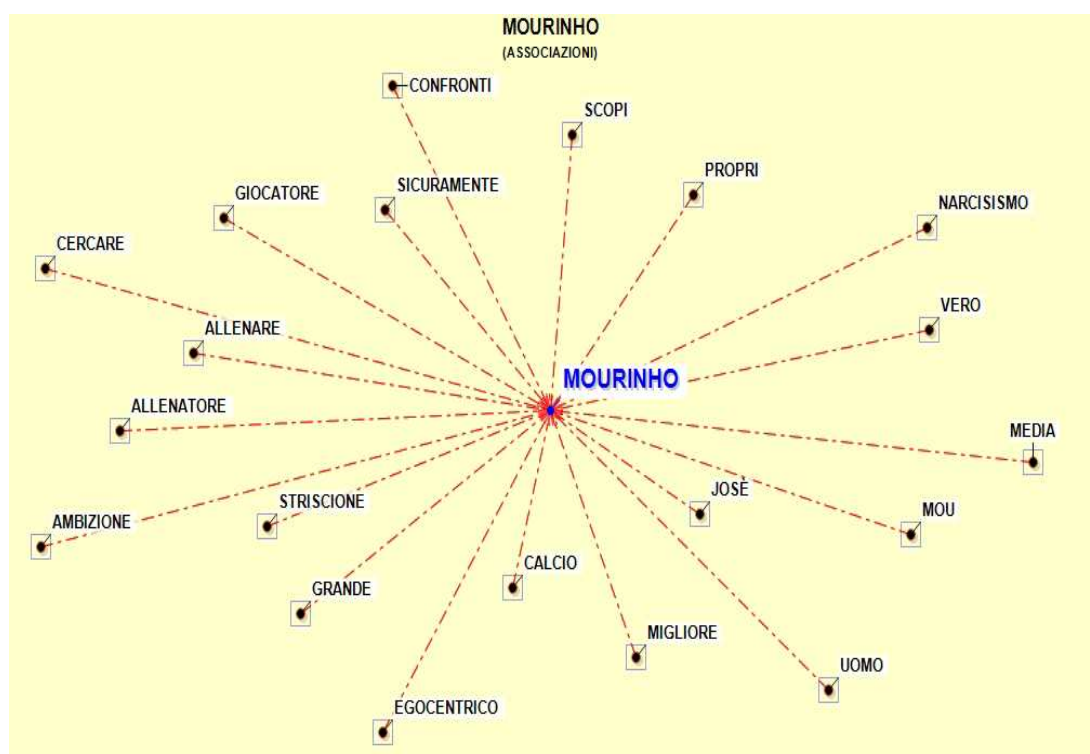 MOURINHO
(ASSOCIAZIONI)
CONFRONTI
SCOPI
PROPRI
SICURAMENTE
GIOCATORE
NARCISISMO
CERCARE
VERO
ALLENARE
MOURINHO
ALLENATORE
MEDIA
JOSE
STRISCIONE
MOU
AMBIZIONE
CALCIO
GRANDE
MIGLIORE
UOMO
EGOCENTRICO